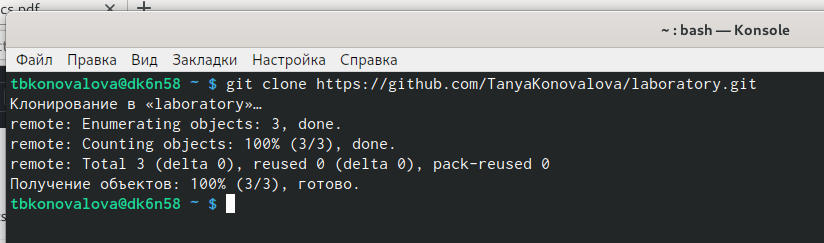 cs.pdf
~ : bash — Konsole
Файл Правка Вид Закладки Настройка Справка
tbkonovalova@dk6n58 ~ $ git clone https://github.com/TanyaKonovalova/laboratory.git
Клонирование в «laboratory»…
remote: Enumerating objects: 3, done.
remote: Counting objects: 100% (3/3), done.
remote: Total 3 (delta 0), reused 0 (delta 0), pack-reused 0
Получение объектов: 100% (3/3), готово.
tbkonovalova@dk6n58 ~ $